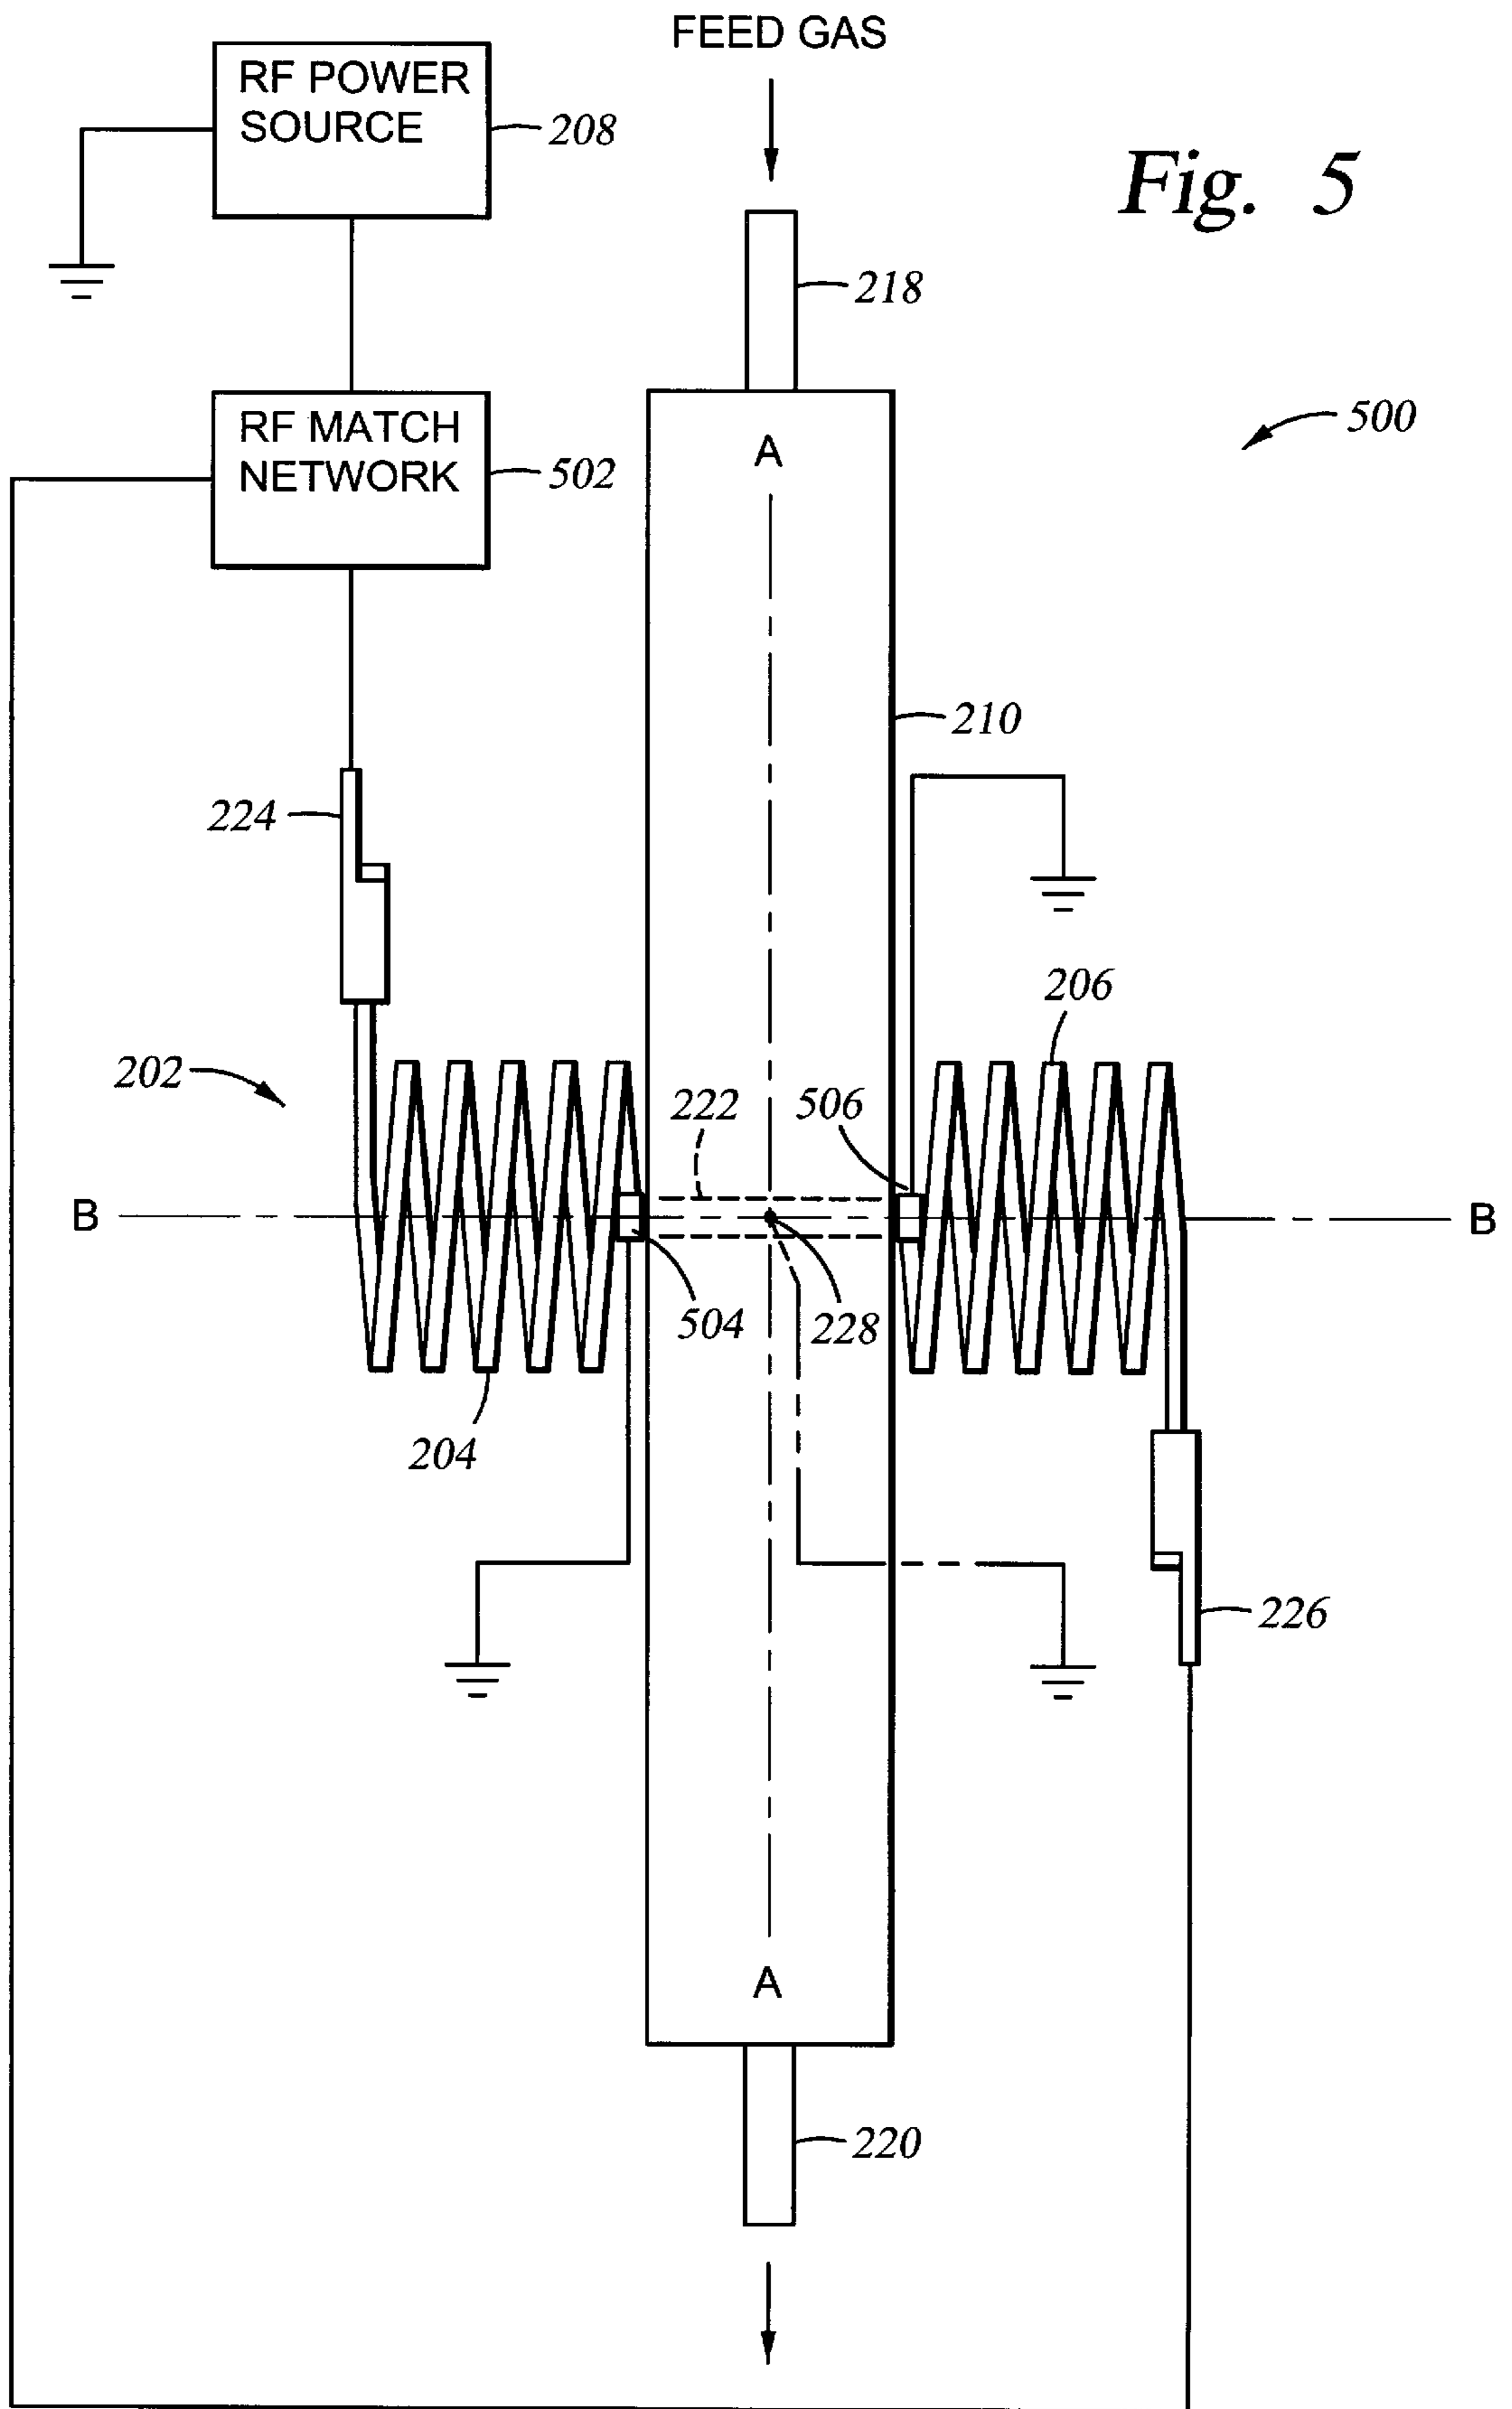 FEED GAS
RF POWER
SOURCE
208
Fig. 5
218
RF MATCH
NETWORK
502
A
500
210
224
206
202
222
506
B
B
504
228
204
226
A
220